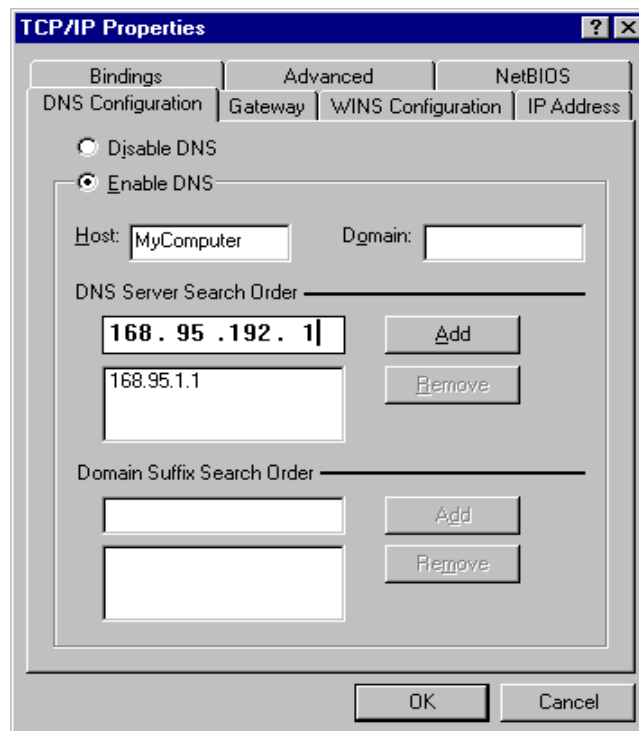 TCP/IP Properties
Bindings Advanced NetBIOS
DNS Configuration Gateway WINS Configuration IP Address
Disable DNS
Enable DNS
Host: MyComputer Domain:
DNS Server Search Order
168. 95 .192. 1 Add
168.95.1.1 Remove
Domain Suffix Search Order
Add
Remove
OK Cancel